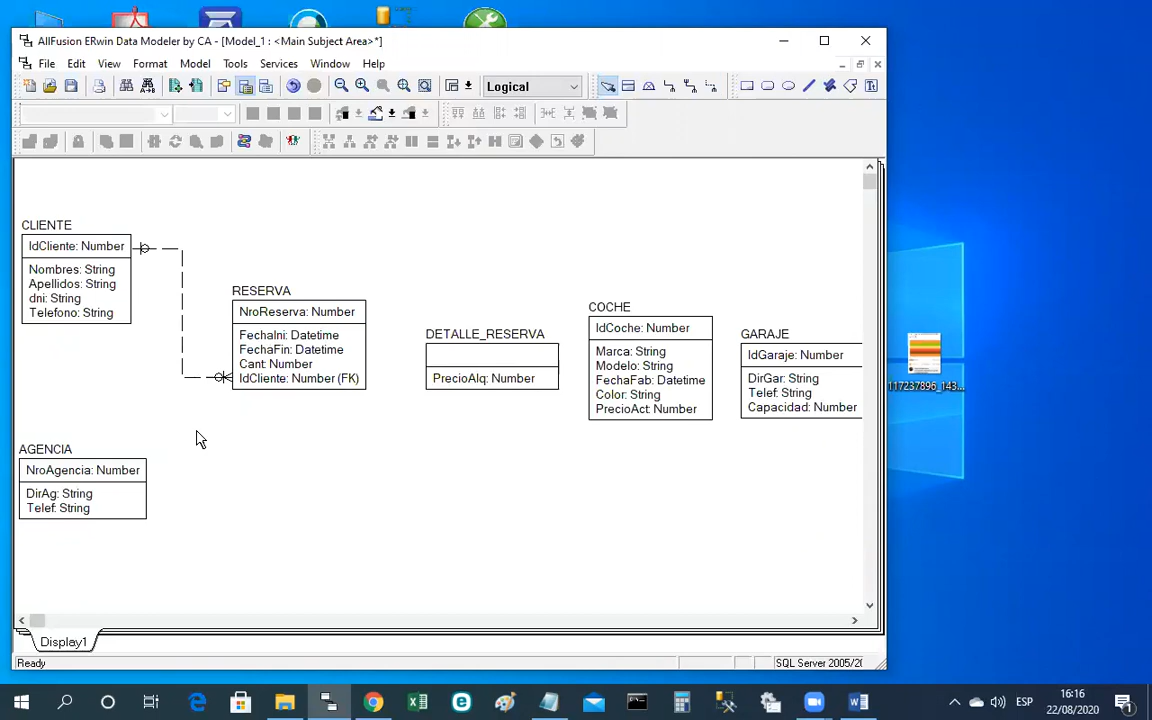 AllFusion ERwin Data Modeler by CA - [Model_1 : <Main Subject Area>*]
File Edit View Format Model Tools Services Window Help
Logical
CLIENTE
IdCliente: Number
Nombres: String
Apellidos: String
dni: String
Telefono: String
RESERVA
NroReserva: Number
FechaIni: Datetime
FechaFin: Datetime
Cant: Number
IdCliente: Number (FK)
DETALLE_RESERVA
PrecioAlq: Number
COCHE
IdCoche: Number
Marca: String
Modelo: String
FechaFab: Datetime
Color: String
PrecioAct: Number
GARAJE
IdGaraje: Number
DirGar: String
Telef: String
Capacidad: Number
AGENCIA
NroAgencia: Number
DirAg: String
Telef: String
117237896_143...
Display1
Ready
SQL Server 2005/20
ESP
16:16
22/08/2020
1